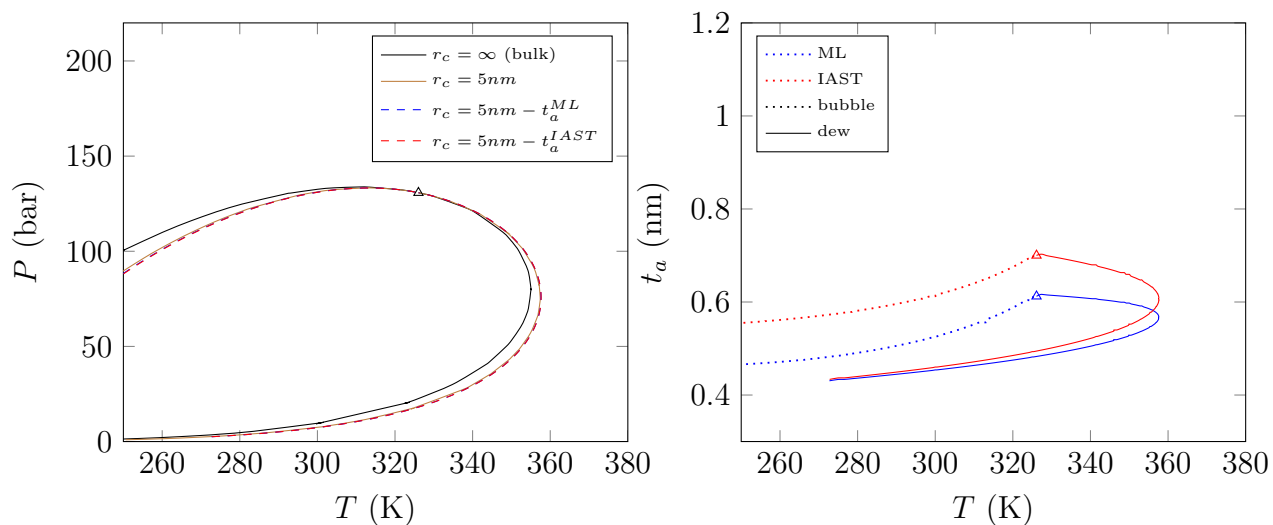 260 280 300 320 340 360 380
0
50
100
150
200
T (K)
P (bar)
r_c = ∞ (bulk)
r_c = 5nm
r_c = 5nm − t_a^{ML}
r_c = 5nm − t_a^{IAST}
260 280 300 320 340 360 380
0.4
0.6
0.8
1
1.2
T (K)
t_a (nm)
ML
IAST
bubble
dew